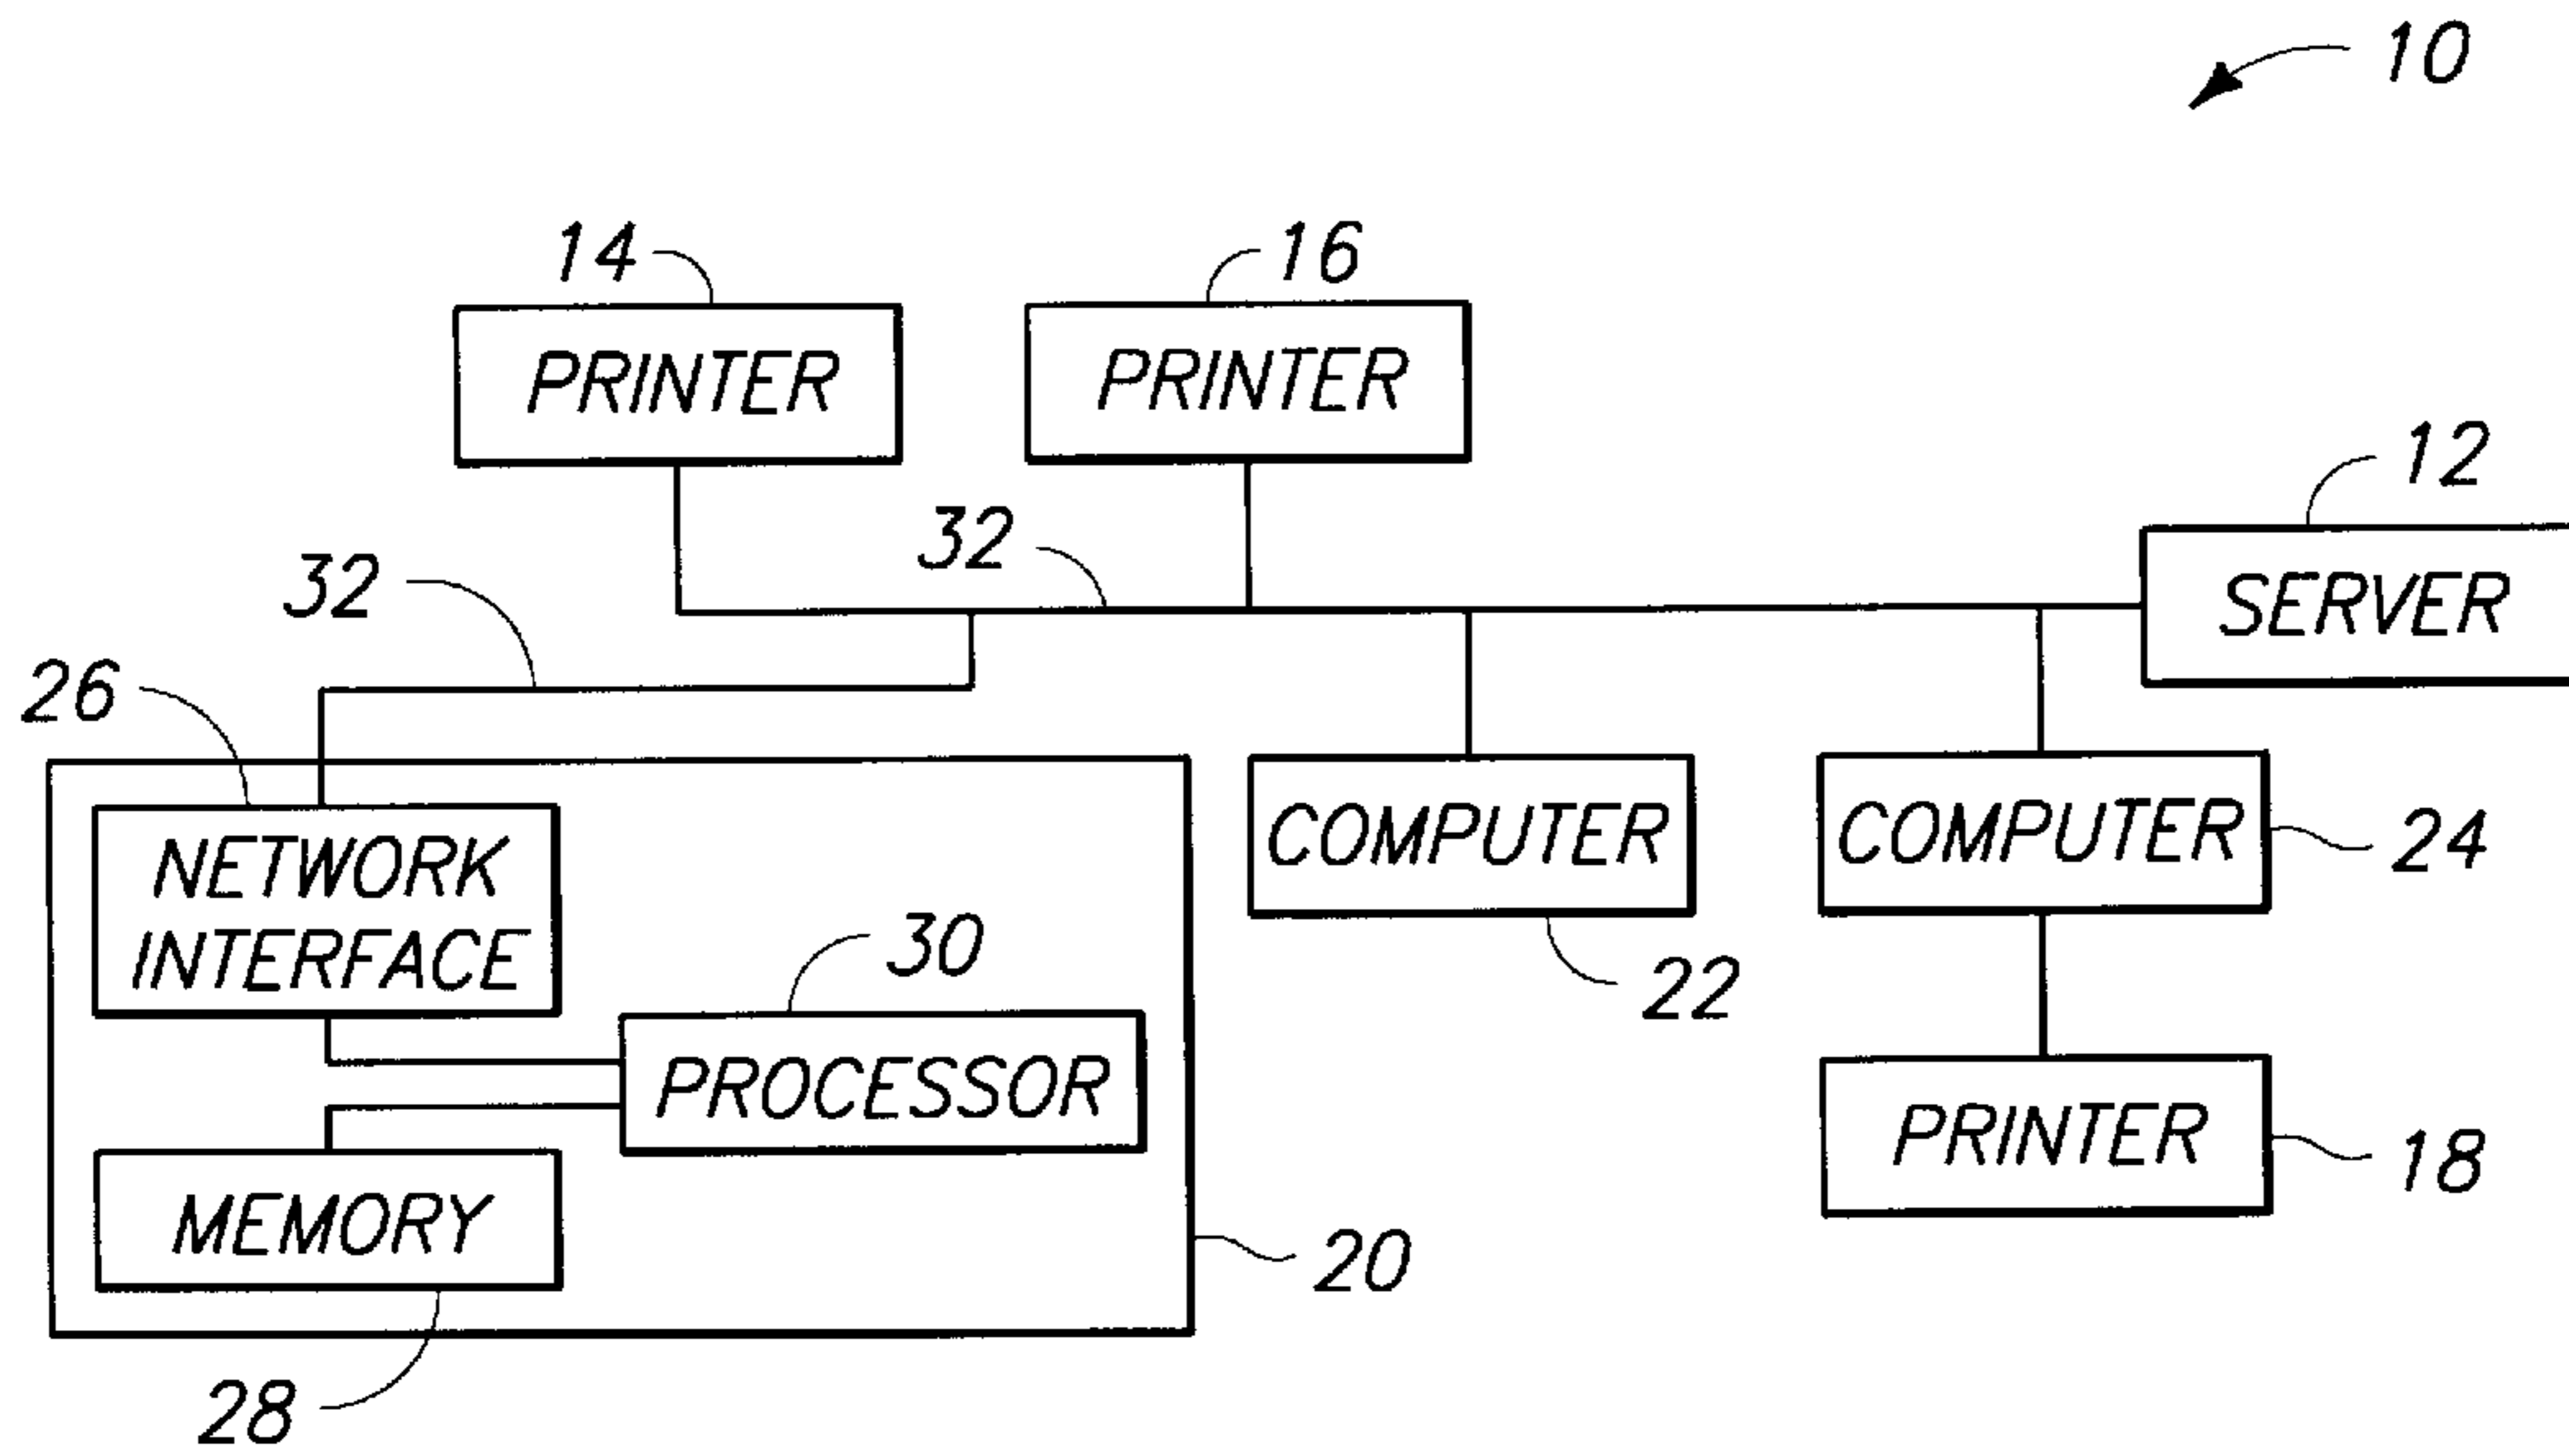 10
14
16
PRINTER
PRINTER
12
32
32
SERVER
26
NETWORK
INTERFACE
COMPUTER
COMPUTER
24
30
22
PROCESSOR
PRINTER
18
MEMORY
20
28